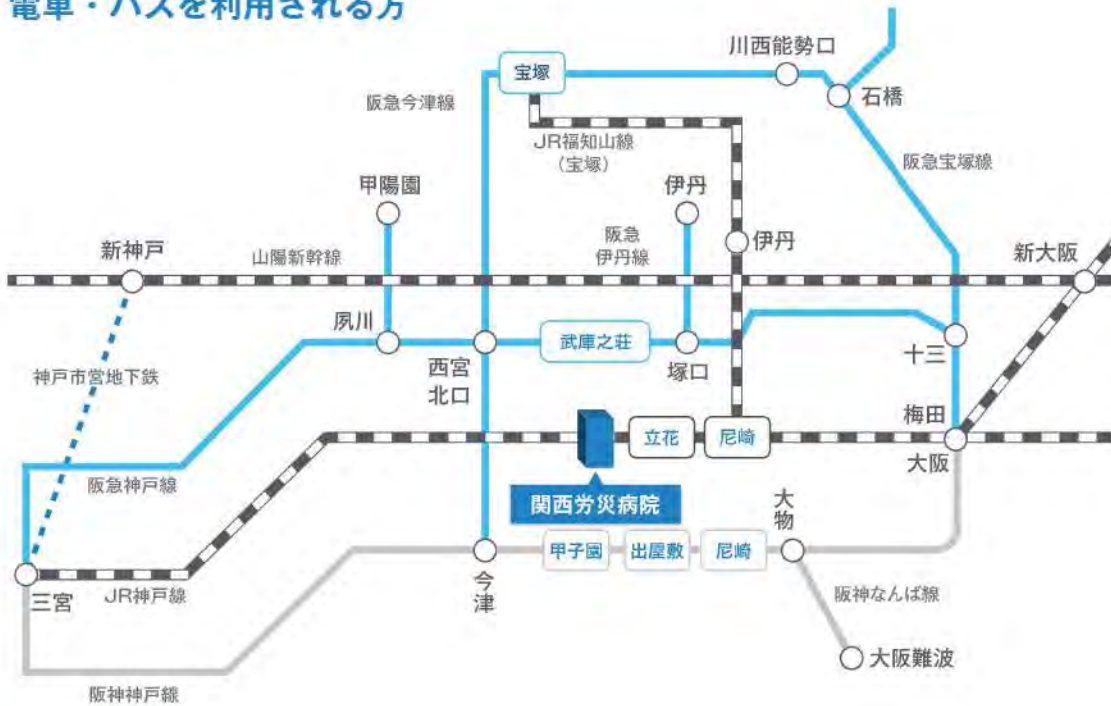 電車・バスを利用される方
川西能勢口
宝塚
石橋
阪急今津線
JR福知山線
（宝塚）
阪急宝塚線
甲陽園
伊丹
阪急
伊丹線
伊丹
新神戸
山陽新幹線
新大阪
夙川
武庫之荘
西宮
北口
塚口
十三
神戸市営地下鉄
梅田
立花
尼崎
大阪
阪急神戸線
関西労災病院
大物
甲子園
出屋敷
尼崎
今津
三宮
JR神戸線
阪神なんば線
大阪難波
阪神神戸線